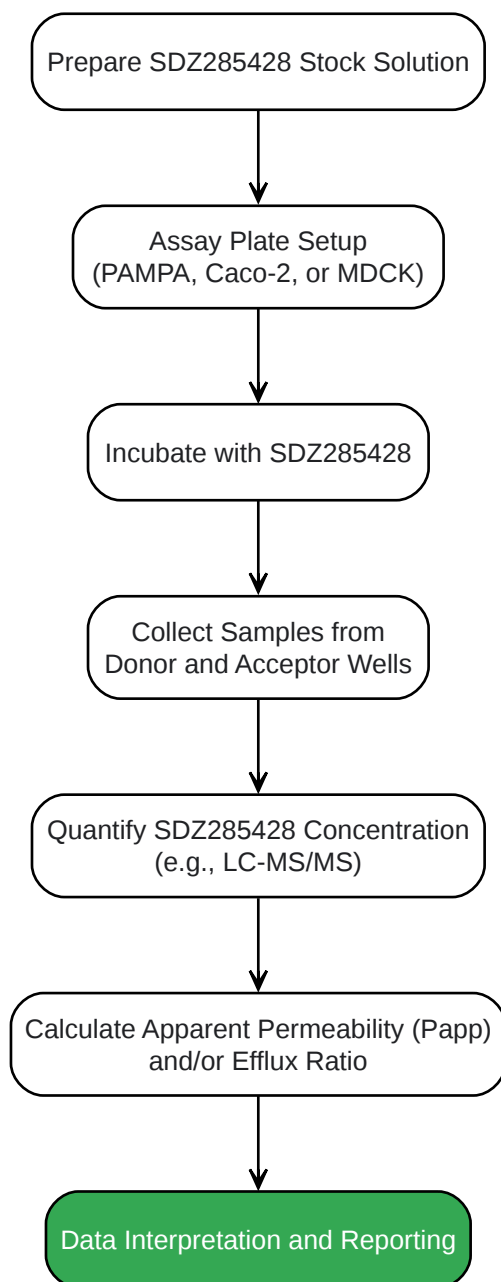 Prepare SDZ285428 Stock Solution
Assay Plate Setup
(PAMPA, Caco-2, or MDCK)
Incubate with SDZ285428
Collect Samples from
Donor and Acceptor Wells
Quantify SDZ285428 Concentration
(e.g., LC-MS/MS)
Calculate Apparent Permeability (Papp)
and/or Efflux Ratio
Data Interpretation and Reporting